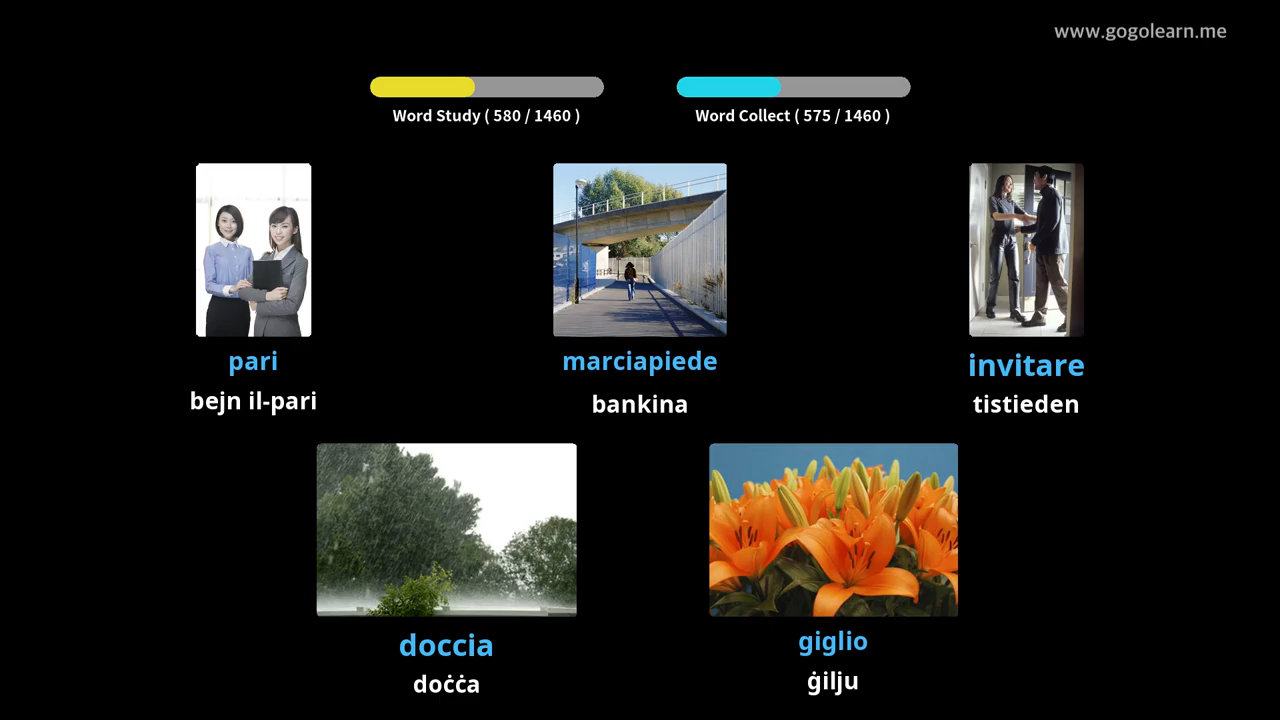 www.gogolearn.me
Word Study ( 580 / 1460 )
Word Collect ( 575 / 1460 )
pari
bejn il-pari
marciapiede
bankina
invitare
tistieden
doccia
doċċa
giglio
ġilju